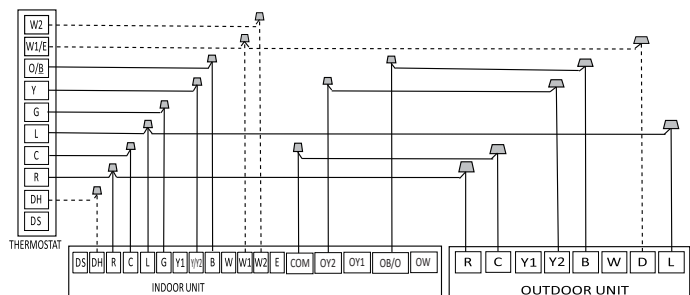 W2
W1/E
O/B
Y
G
L
C
R
DH
DS
THERMOSTAT
DS DH R C L G Y1 Y/Y2 B W W1 W2 E COM OY2 OY1 OB/O OW
INDOOR UNIT
R C Y1 Y2 B W D L
OUTDOOR UNIT